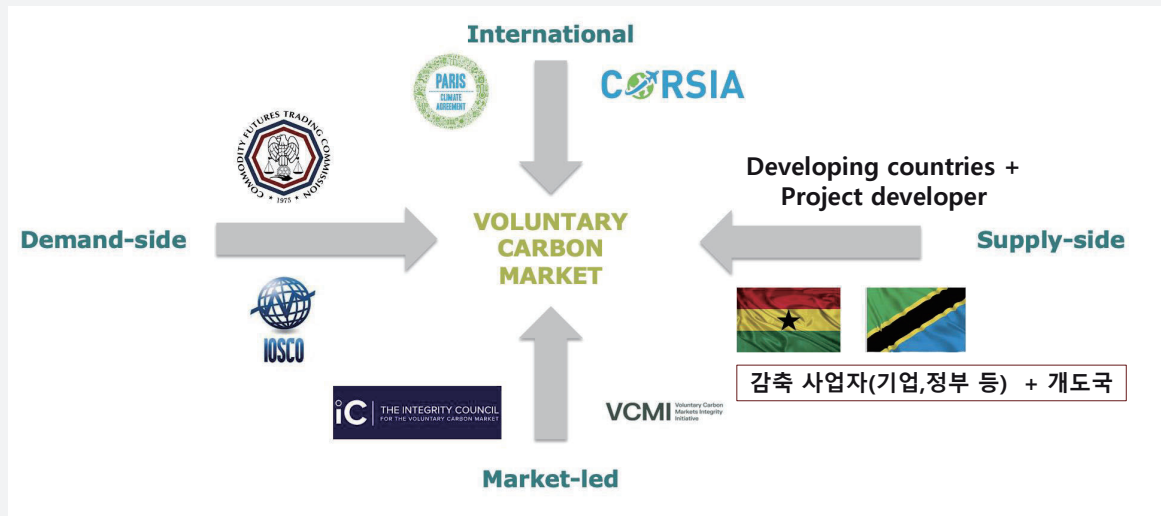 International
PARIS
CLIMATE
AGREEMENT
CORSIA
COMMODITY FUTURES TRADING COMMISSION
1975
Developing countries +
Project developer
Demand-side
VOLUNTARY
CARBON
MARKET
Supply-side
IOSCO
감축 사업자(기업,정부 등) + 개도국
iC THE INTEGRITY COUNCIL
FOR THE VOLUNTARY CARBON MARKET
VCMI Voluntary Carbon
Markets Integrity
Initiative
Market-led